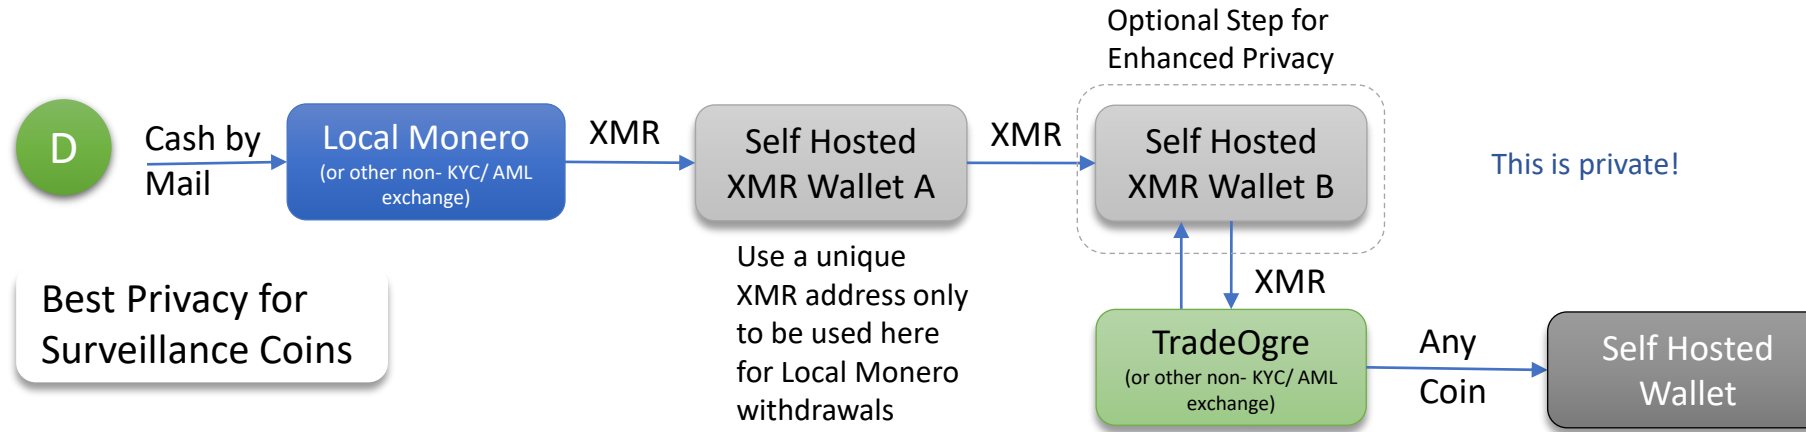 Optional Step for
Enhanced Privacy
D
Cash by
Mail
Local Monero
(or other non- KYC/ AML
exchange)
XMR
Self Hosted
XMR Wallet A
XMR
Self Hosted
XMR Wallet B
This is private!
Use a unique
XMR address only
to be used here
for Local Monero
withdrawals
XMR
Best Privacy for
Surveillance Coins
TradeOgre
(or other non- KYC/ AML
exchange)
Any
Coin
Self Hosted
Wallet